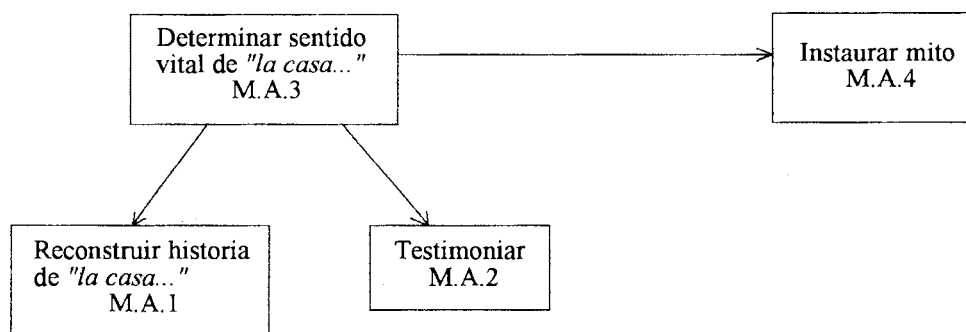 Determinar sentido
vital de "la casa..."
M.A.3
Instaurar mito
M.A.4
Reconstruir historia
de "la casa..."
M.A.1
Testimoniar
M.A.2